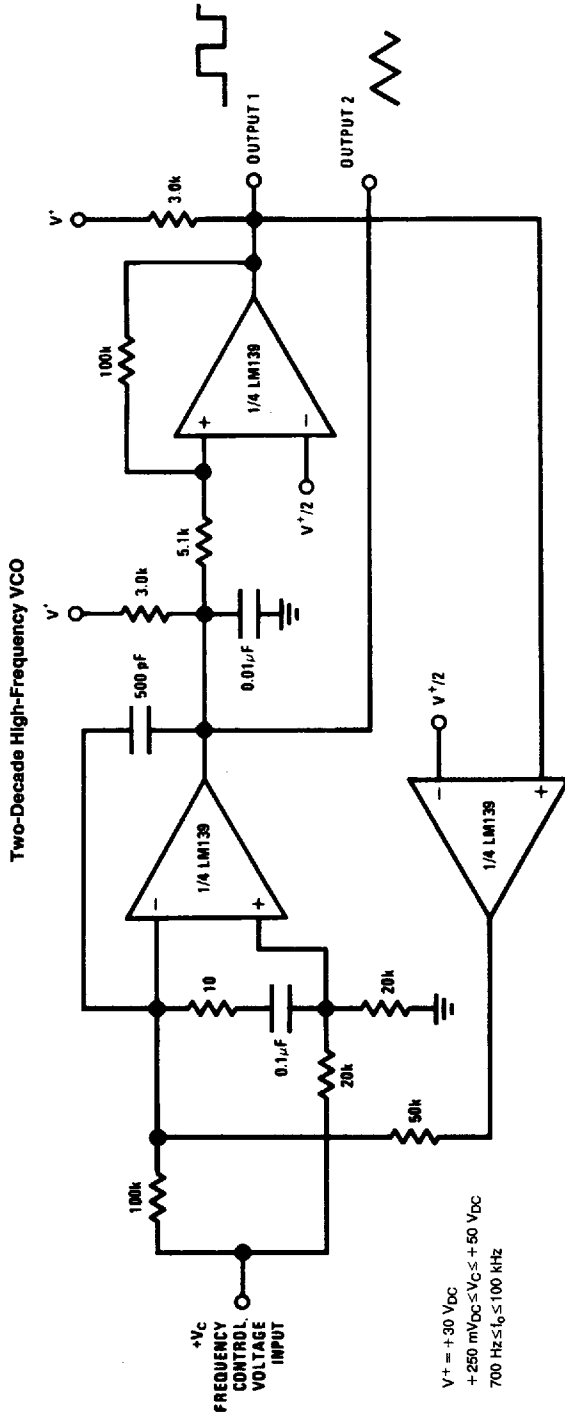 Two-Decade High-Frequency VCO
V+
3.0k
100k
OUTPUT 1
1/4 LM139
+
−
V+/2
5.1k
V+
3.0k
500 pF
0.01µF
OUTPUT 2
1/4 LM139
−
+
10
0.1µF
20k
20k
V+/2
−
+
1/4 LM139
50k
100k
+VC
FREQUENCY
CONTROL
VOLTAGE
INPUT
V+ = +30 VDC
+250 mVDC ≤ VC ≤ +50 VDC
700 Hz ≤ fo ≤ 100 kHz